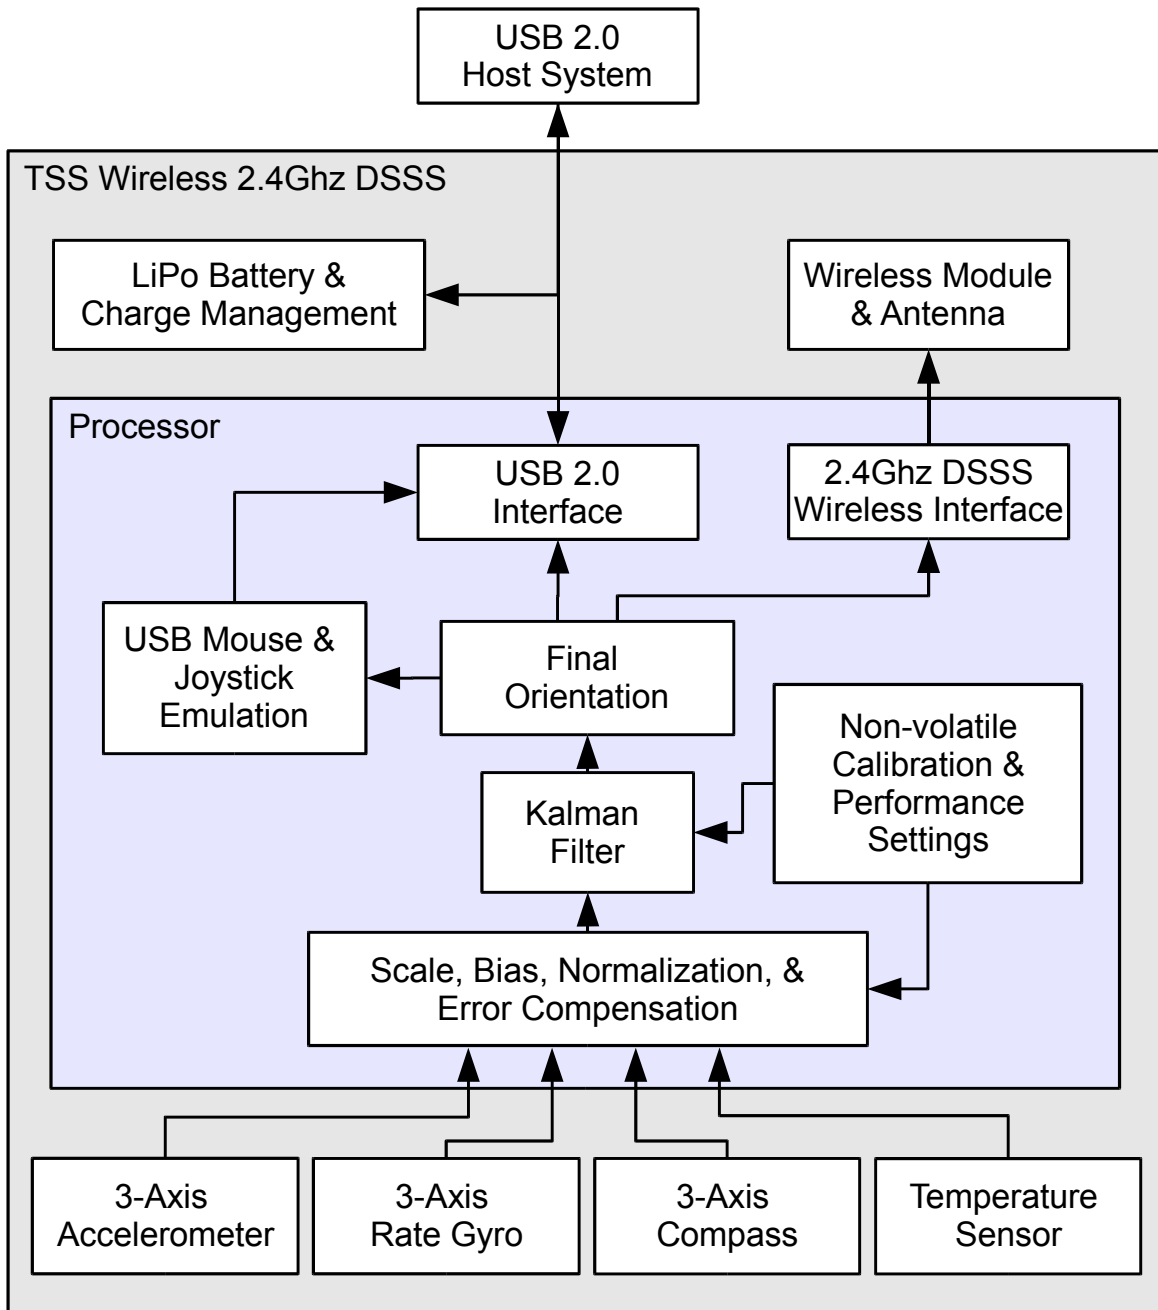 USB 2.0
Host System
TSS Wireless 2.4Ghz DSSS
LiPo Battery &
Charge Management
Wireless Module
& Antenna
Processor
USB 2.0
Interface
2.4Ghz DSSS
Wireless Interface
USB Mouse &
Joystick
Emulation
Final
Orientation
Non-volatile
Calibration &
Performance
Settings
Kalman
Filter
Scale, Bias, Normalization, &
Error Compensation
3-Axis
Accelerometer
3-Axis
Rate Gyro
3-Axis
Compass
Temperature
Sensor